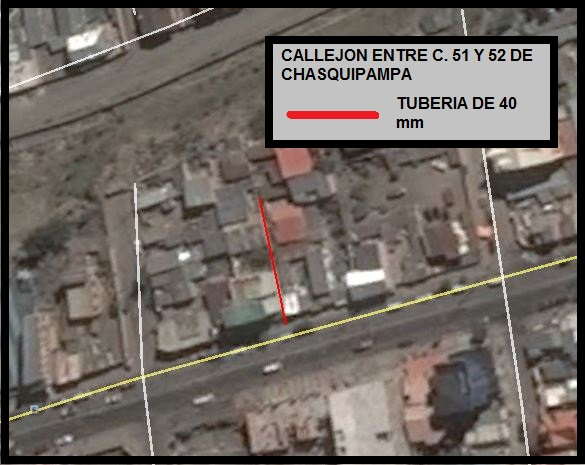 CALLEJON ENTRE C. 51 Y 52 DE
CHASQUIPAMPA
TUBERIA DE 40
mm